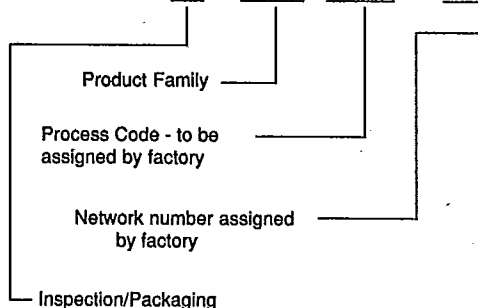 Product Family
Process Code - to be
assigned by factory
Network number assigned
by factory
Inspection/Packaging